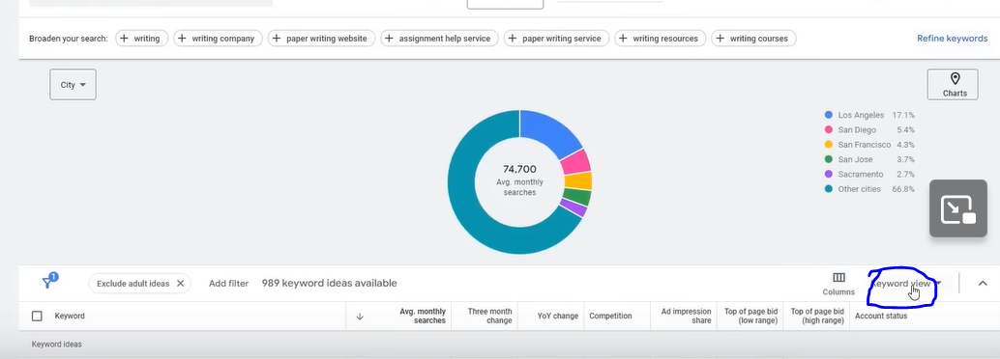 Broaden your search: + writing + writing company + paper writing website + assignment help service + paper writing service + writing resources + writing courses Refine keywords
City
Charts
74,700
Avg. monthly
searches
Los Angeles 17.1%
San Diego 5.4%
San Francisco 4.3%
San Jose 3.7%
Sacramento 2.7%
Other cities 66.8%
1
Exclude adult ideas Add filter 989 keyword ideas available
Columns
Keyword view
Keyword
Avg. monthly
searches
Three month
change
YoY change
Competition
Ad impression
share
Top of page bid
(low range)
Top of page bid
(high range)
Account status
Keyword ideas